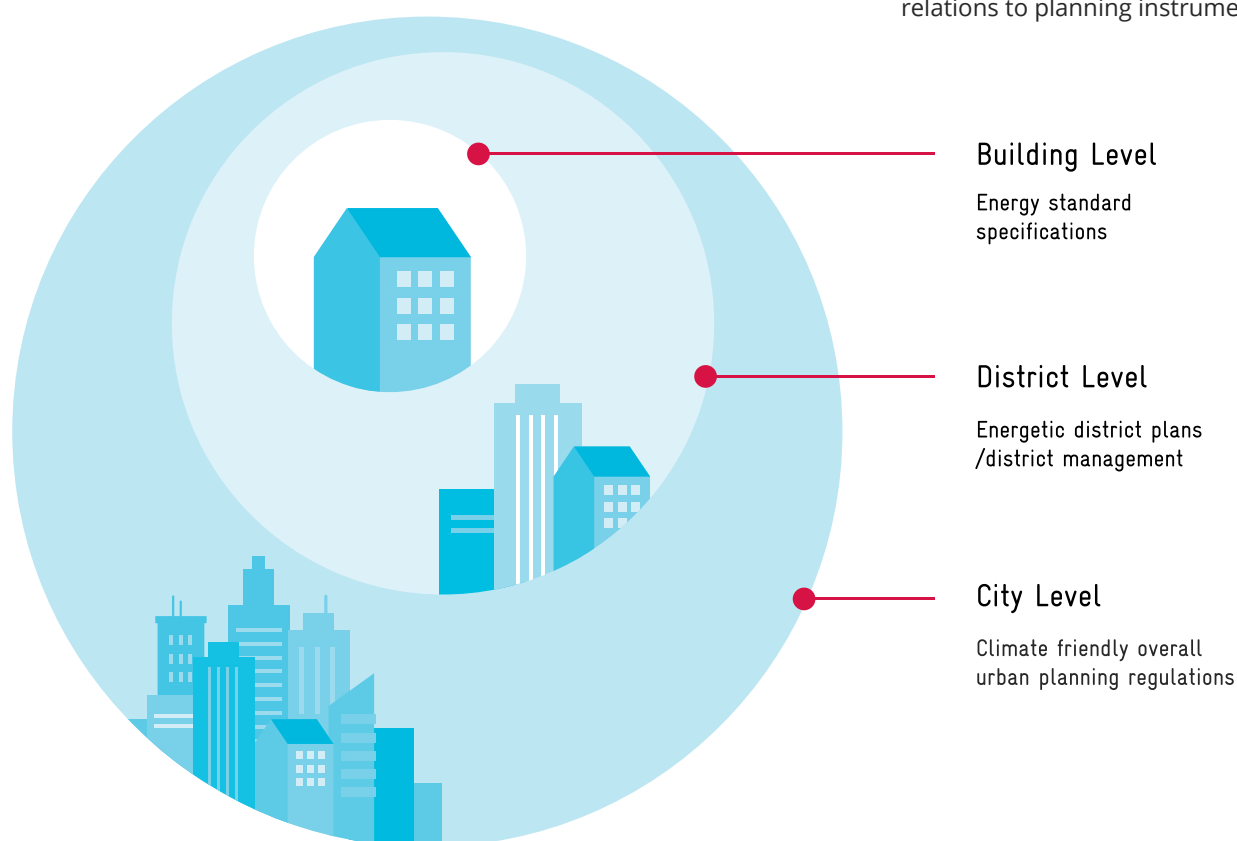 relations to planning
Building Level
Energy standard
specifications
District Level
Energetic district plans
/district management
City Level
Climate friendly overall
urban planning regulations